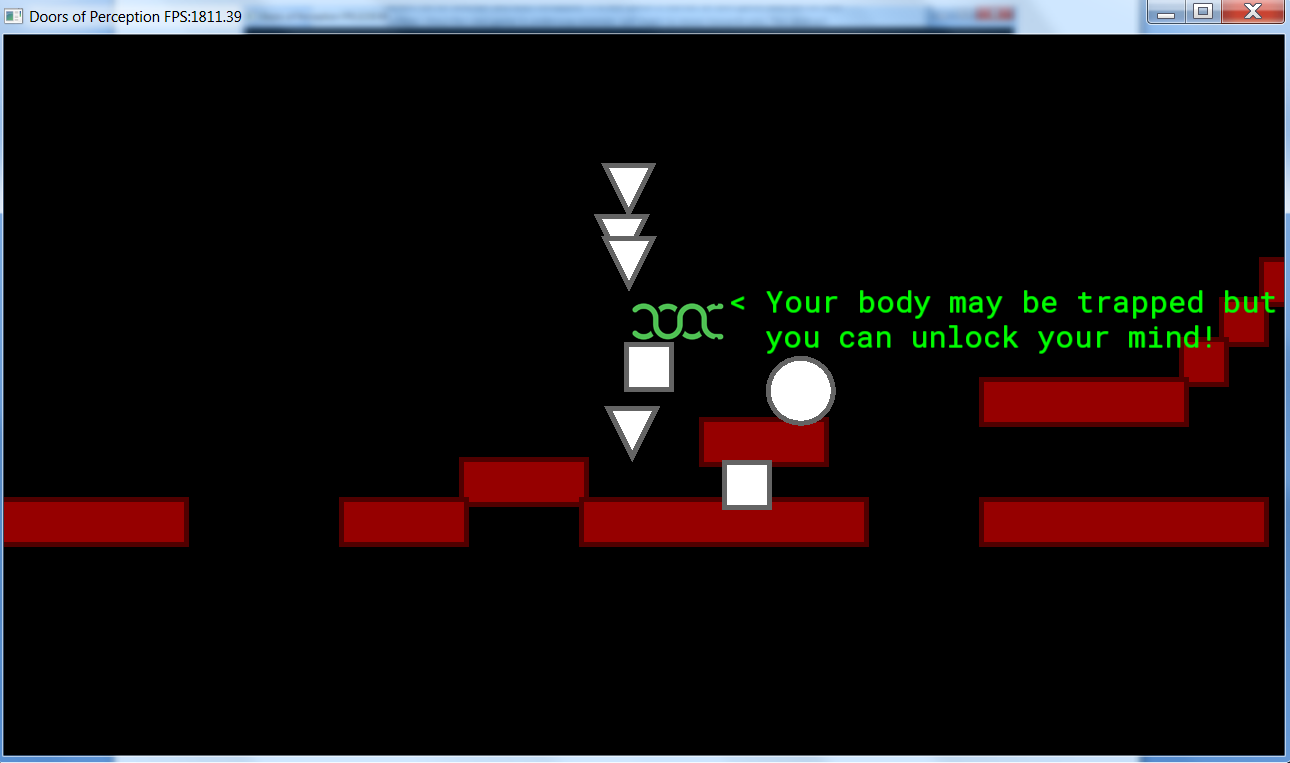 Doors of Perception FPS:1811.39
< Your body may be trapped but
you can unlock your mind!